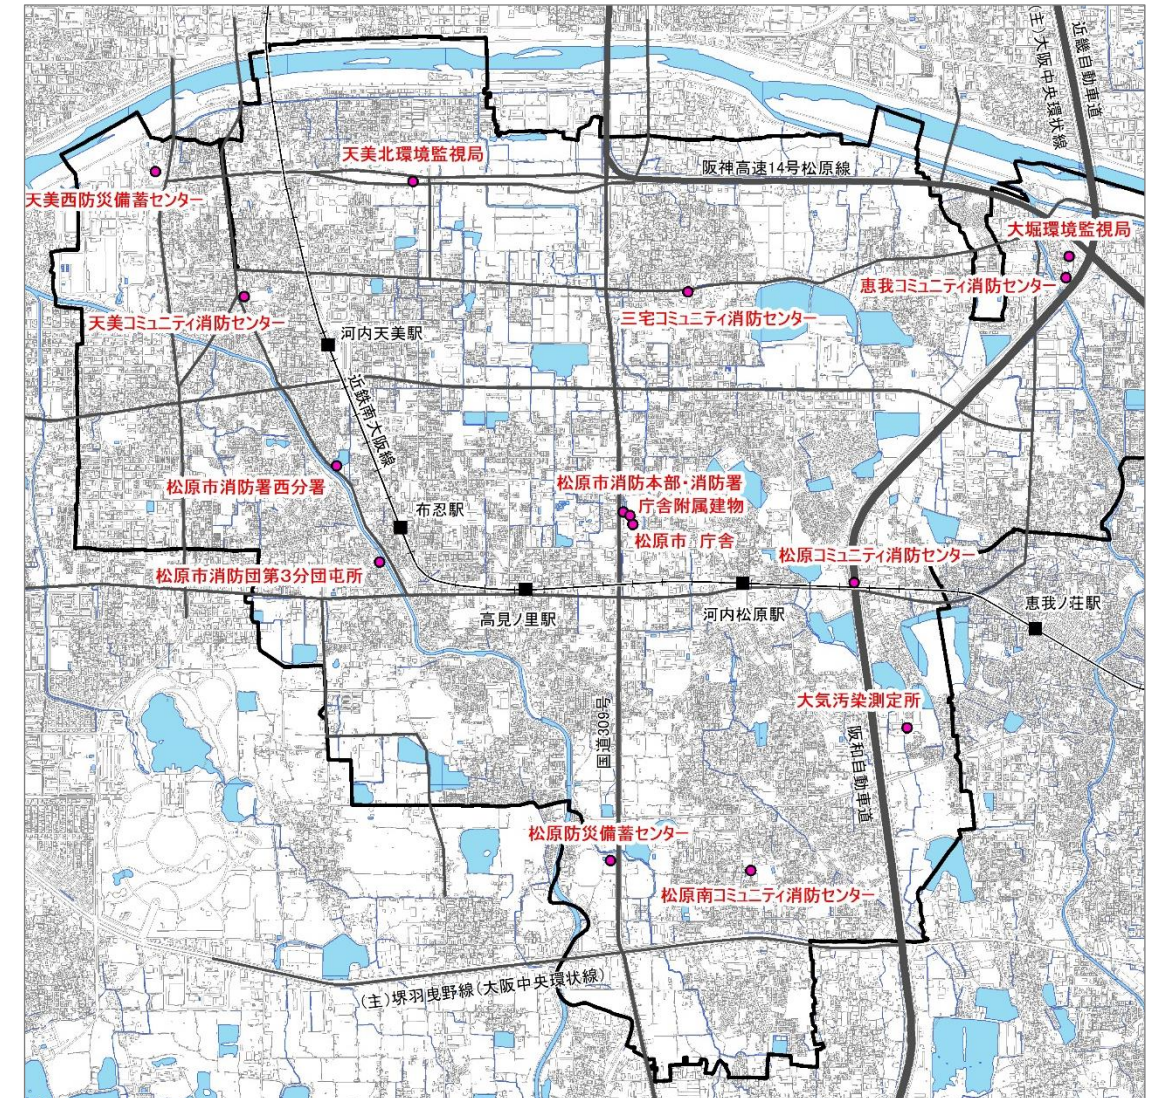 近畿自動車道
(主)大阪中央環状線
天美北環境監視局
阪神高速14号松原線
天美西防災備蓄センター
大堀環境監視局
恵我コミュニティ消防センター
天美コミュニティ消防センター
三宅コミュニティ消防センター
河内天美駅
近鉄南大阪線
松原市消防署西分署
松原市消防本部・消防署
庁舎附属建物
布忍駅
松原市 庁舎
松原コミュニティ消防センター
松原市消防団第3分団屯所
高見ノ里駅
河内松原駅
恵我ノ荘駅
大気汚染測定所
国道309号
阪和自動車道
松原防災備蓄センター
松原南コミュニティ消防センター
(主)堺羽曳野線(大阪中央環状線)